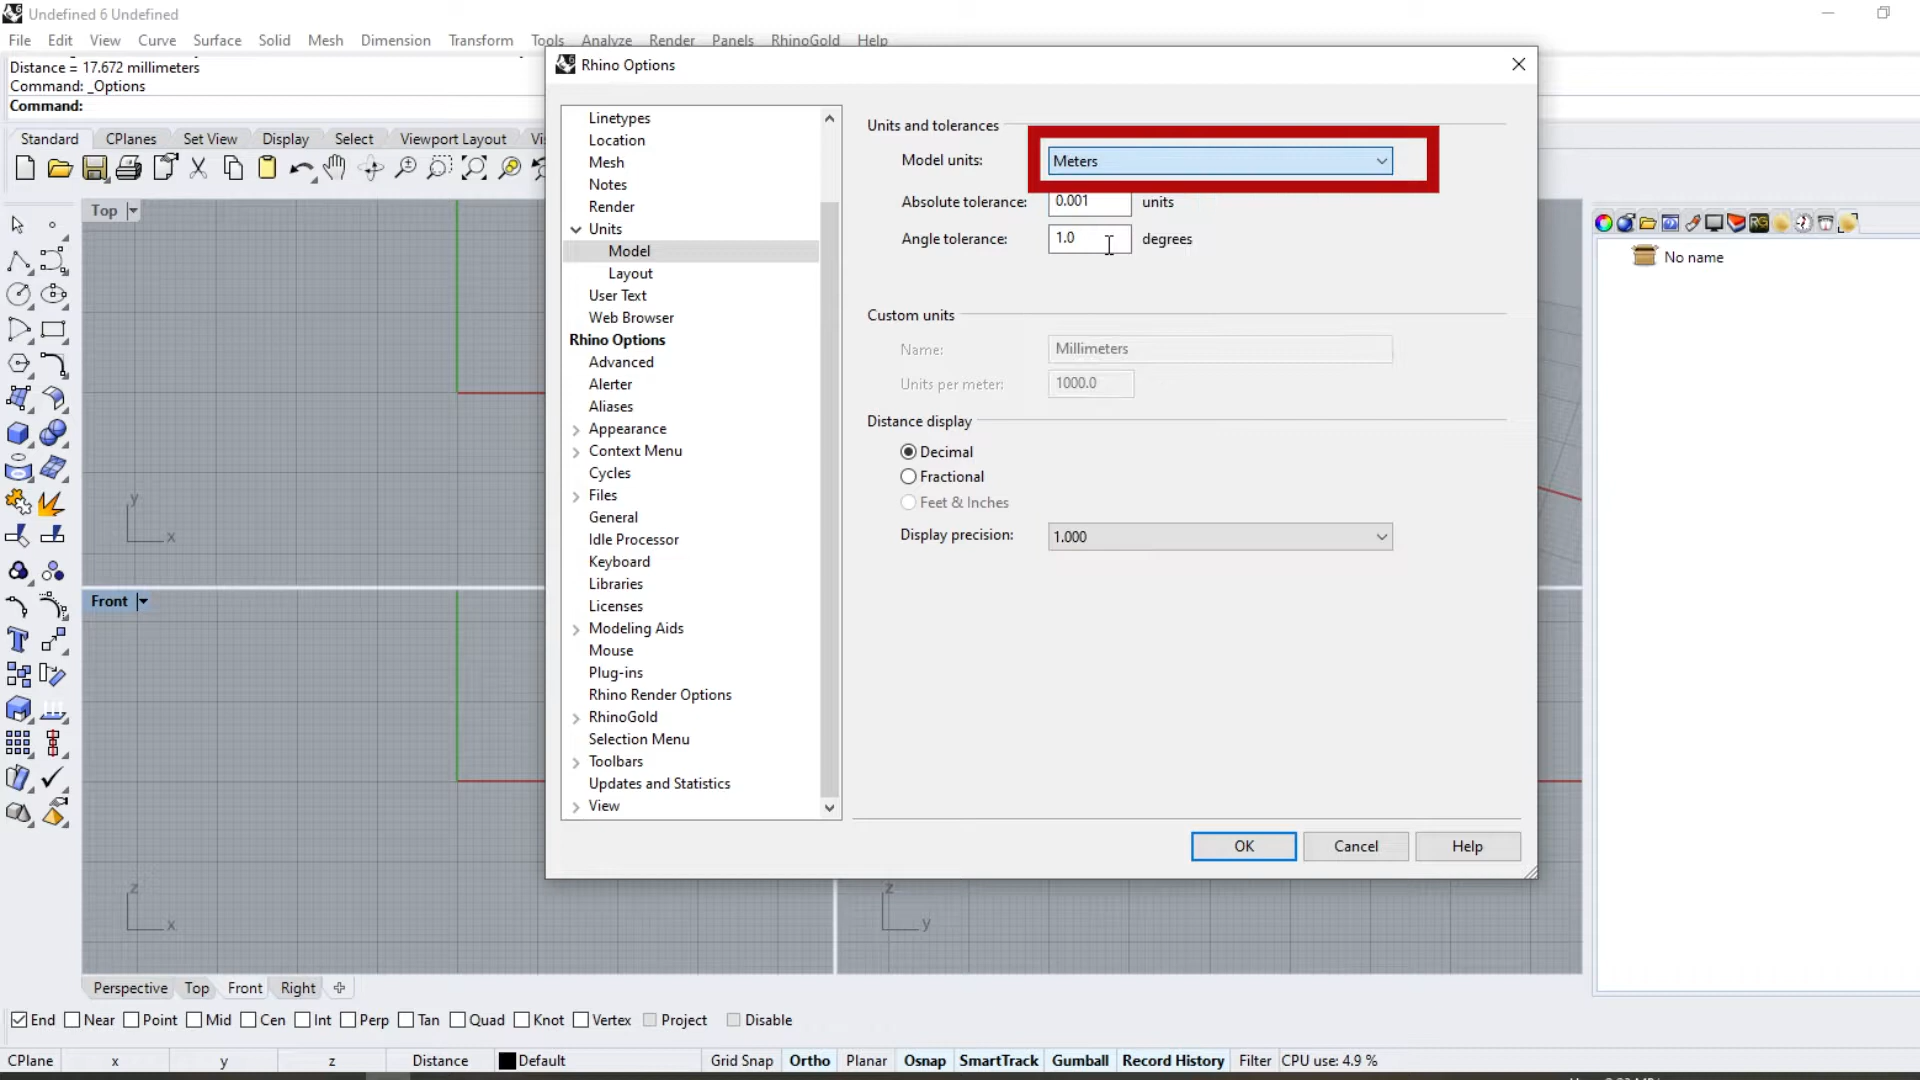 Undefined 6 Undefined
File Edit View Curve Surface Solid Mesh Dimension Transform Tools Analyze Render Panels RhinoGold Help
Distance = 17.672 millimeters
Command: _Options
Command:
Standard CPlanes Set View Display Select Viewport Layout
Top
y
x
Front
z
x
z
y
Rhino Options
Linetypes
Location
Mesh
Notes
Render
Units
Model
Layout
User Text
Web Browser
Rhino Options
Advanced
Alerter
Aliases
Appearance
Context Menu
Cycles
Files
General
Idle Processor
Keyboard
Libraries
Licenses
Modeling Aids
Mouse
Plug-ins
Rhino Render Options
RhinoGold
Selection Menu
Toolbars
Updates and Statistics
View
Units and tolerances
Model units: Meters
Absolute tolerance: 0.001 units
Angle tolerance: 1.0 degrees
Custom units
Name: Millimeters
Units per meter: 1000.0
Distance display
Decimal
Fractional
Feet & Inches
Display precision: 1.000
OK Cancel Help
RG
No name
Perspective Top Front Right
End Near Point Mid Cen Int Perp Tan Quad Knot Vertex Project Disable
CPlane x y z Distance Default Grid Snap Ortho Planar Osnap SmartTrack Gumball Record History Filter CPU use: 4.9 %